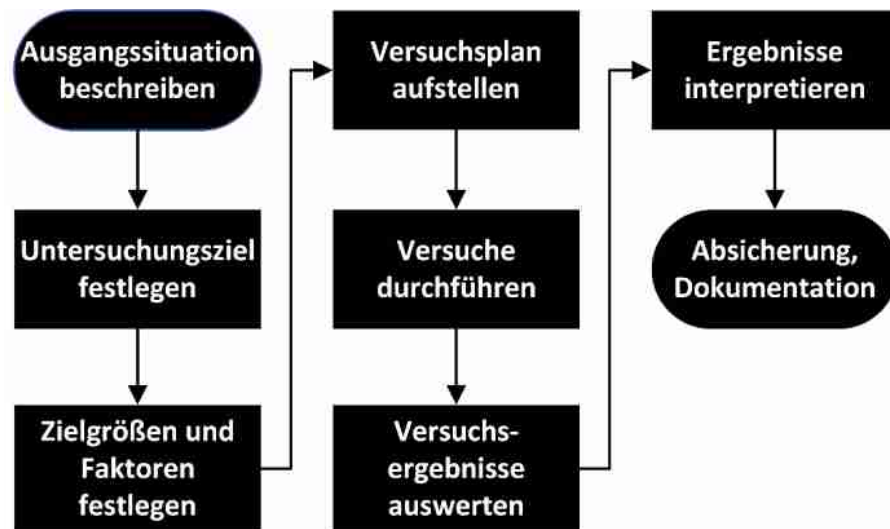 Ausgangssituation
beschreiben
Untersuchungsziel
festlegen
Zielgrößen und
Faktoren
festlegen
Versuchsplan
aufstellen
Versuche
durchführen
Versuchs-
ergebnisse
auswerten
Ergebnisse
interpretieren
Absicherung,
Dokumentation